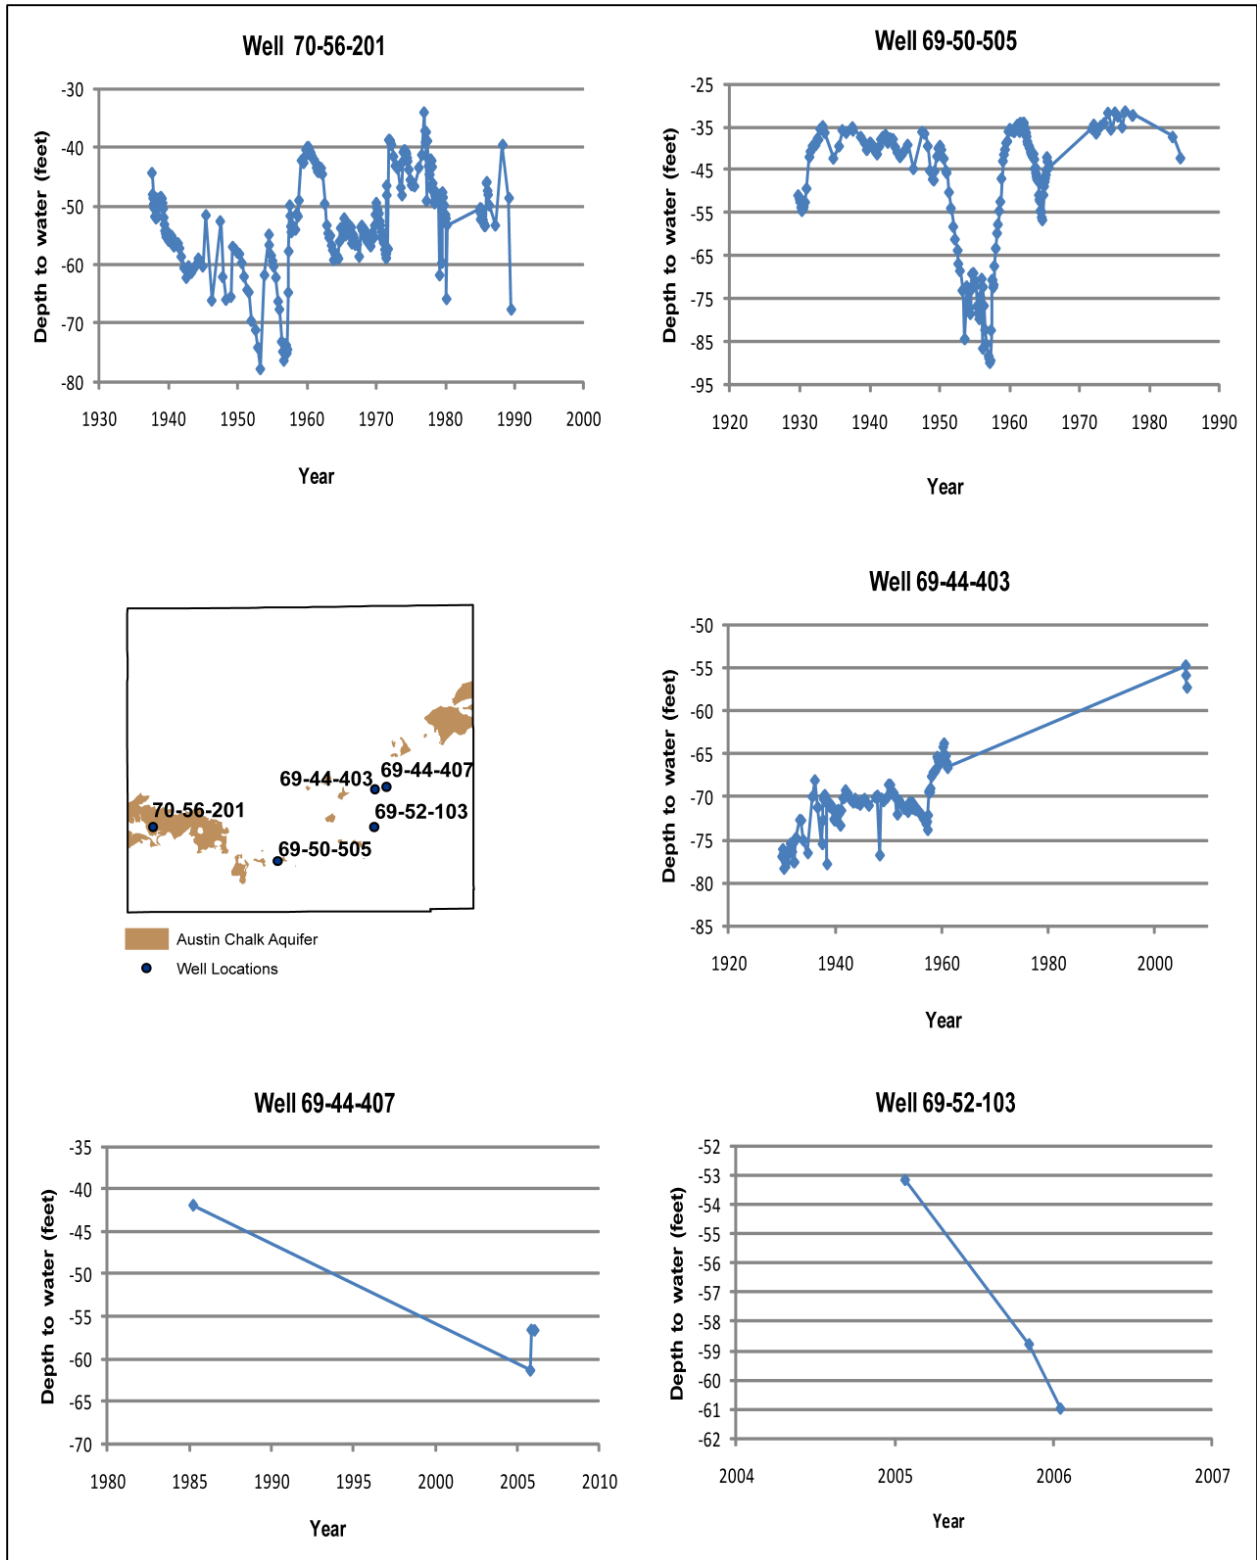 Well 70-56-201
Depth to water (feet)
-30
-40
-50
-60
-70
-80
1930 1940 1950 1960 1970 1980 1990 2000
Year
Well 69-50-505
Depth to water (feet)
-25
-35
-45
-55
-65
-75
-85
-95
1920 1930 1940 1950 1960 1970 1980 1990
Year
69-44-403
69-44-407
70-56-201
69-52-103
69-50-505
Austin Chalk Aquifer
Well Locations
Well 69-44-403
Depth to water (feet)
-50
-55
-60
-65
-70
-75
-80
-85
1920 1940 1960 1980 2000
Year
Well 69-44-407
Depth to water (feet)
-35
-40
-45
-50
-55
-60
-65
-70
1980 1985 1990 1995 2000 2005 2010
Year
Well 69-52-103
Depth to water (feet)
-52
-53
-54
-55
-56
-57
-58
-59
-60
-61
-62
2004 2005 2006 2007
Year